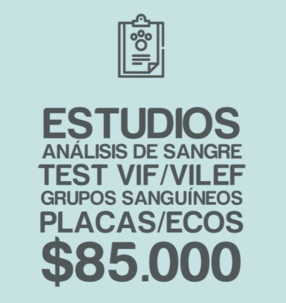 ESTUDIOS
ANÁLISIS DE SANGRE
TEST VIF/VILEF
GRUPOS SANGUÍNEOS
PLACAS/ECOS
$85.000